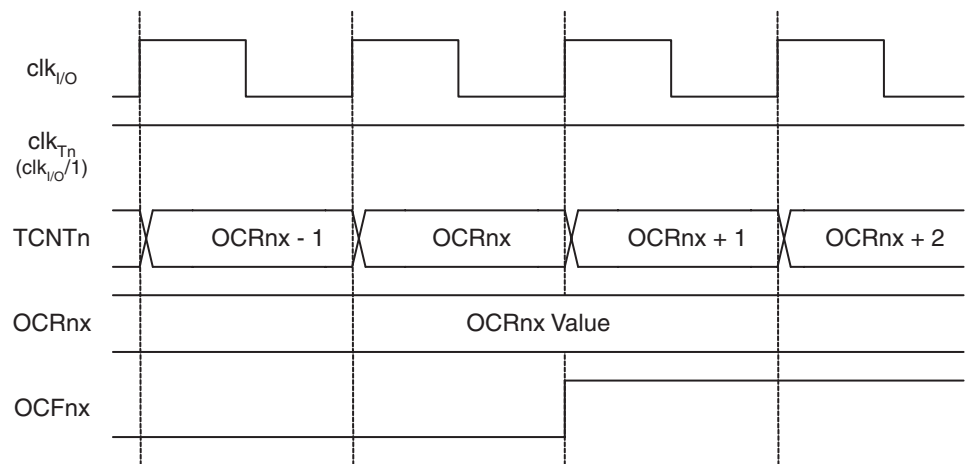 clkI/O
clkTn
(clkI/O/1)
TCNTn OCRnx - 1 OCRnx OCRnx + 1 OCRnx + 2
OCRnx OCRnx Value
OCFnx